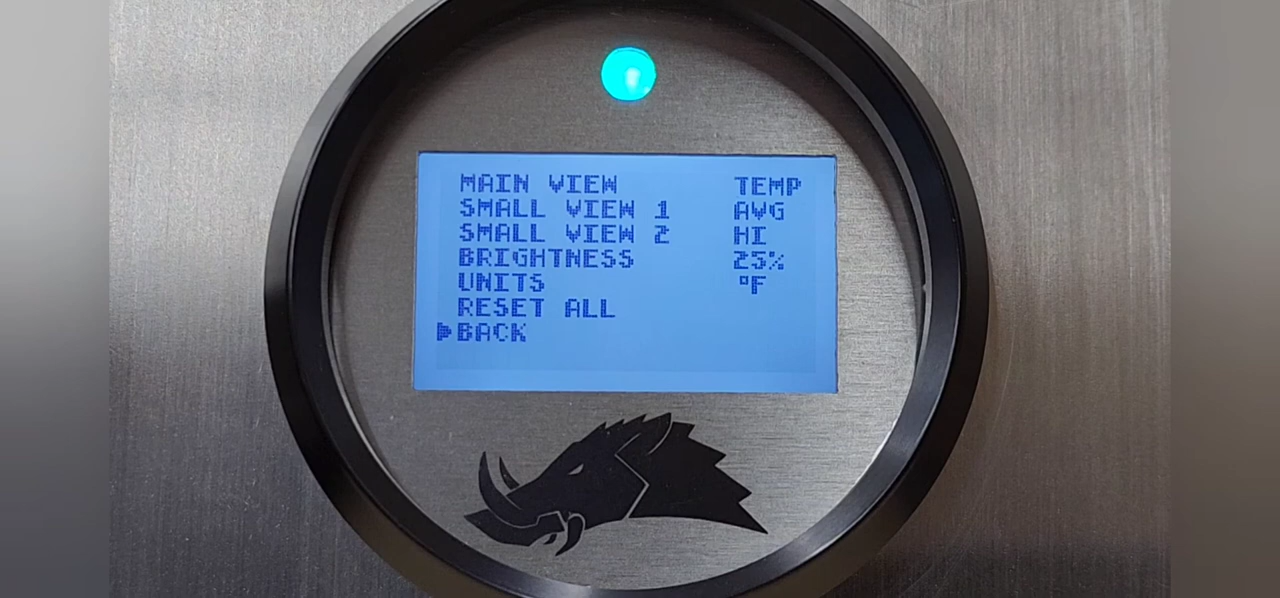 MAIN VIEW TEMP
SMALL VIEW 1 AVG
SMALL VIEW 2 HI
BRIGHTNESS 25%
UNITS °F
RESET ALL
BACK